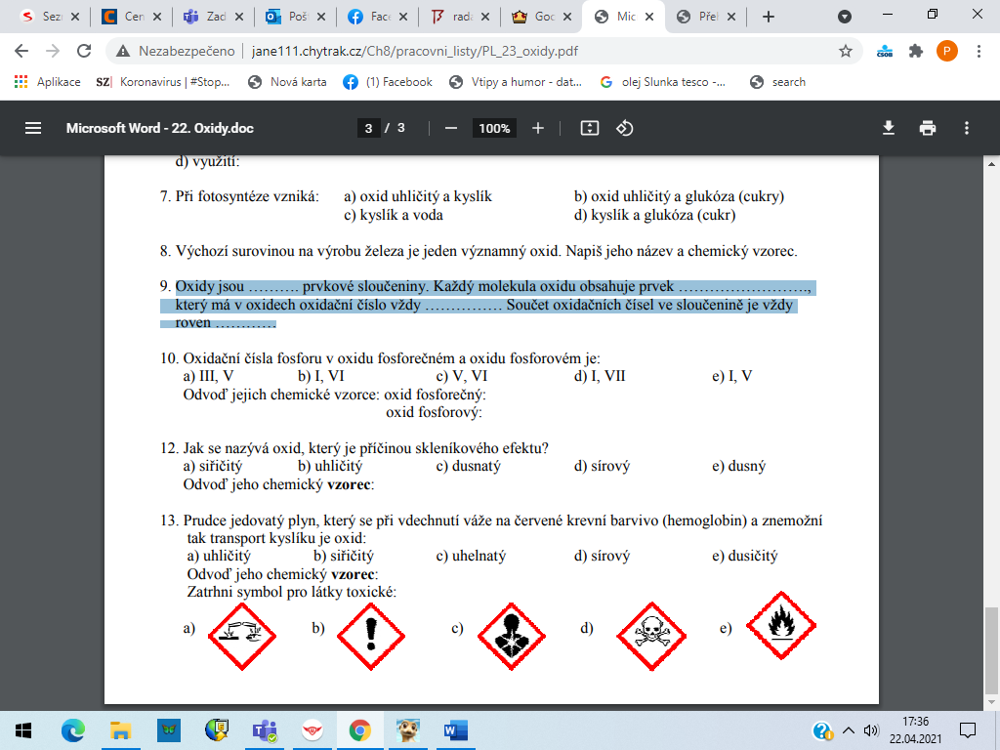 Sezn
Cen
Zad
Poš
Face
rada
Goo
Mic
Přel
Nezabezpečeno jane111.chytrak.cz/Ch8/pracovni_listy/PL_23_oxidy.pdf
ČSOB
P
Aplikace
SZ Koronavirus | #Stop...
Nová karta
(1) Facebook
Vtipy a humor - dat...
olej Slunka tesco -...
search
Microsoft Word - 22. Oxidy.doc
3 / 3
100%
d) využití:
7. Při fotosyntéze vzniká: a) oxid uhličitý a kyslík b) oxid uhličitý a glukóza (cukry)
c) kyslík a voda d) kyslík a glukóza (cukr)
8. Výchozí surovinou na výrobu železa je jeden významný oxid. Napiš jeho název a chemický vzorec.
9. Oxidy jsou ………. prvkové sloučeniny. Každý molekula oxidu obsahuje prvek ……………………..,
který má v oxidech oxidační číslo vždy …………… Součet oxidačních čísel ve sloučenině je vždy
roven …………
10. Oxidační čísla fosforu v oxidu fosforečném a oxidu fosforovém je:
a) III, V b) I, VI c) V, VI d) I, VII e) I, V
Odvoď jejich chemické vzorce: oxid fosforečný:
oxid fosforový:
12. Jak se nazývá oxid, který je příčinou skleníkového efektu?
a) siřičitý b) uhličitý c) dusnatý d) sírový e) dusný
Odvoď jeho chemický vzorec:
13. Prudce jedovatý plyn, který se při vdechnutí váže na červené krevní barvivo (hemoglobin) a znemožní
tak transport kyslíku je oxid:
a) uhličitý b) siřičitý c) uhelnatý d) sírový e) dusičitý
Odvoď jeho chemický vzorec:
Zatrhni symbol pro látky toxické:
a) b) c) d) e)
17:36
22.04.2021